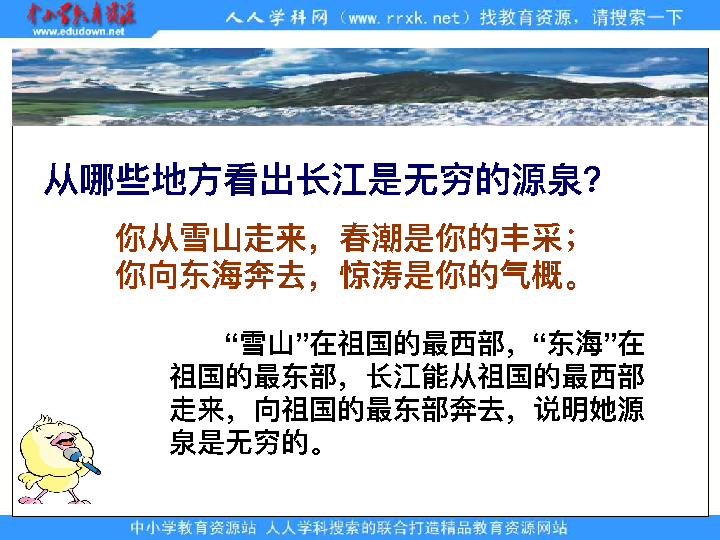 中小学教育资源
www.edudown.net
人人学科网（www.rrxk.net）找教育资源，请搜索一下
从哪些地方看出长江是无穷的源泉？
你从雪山走来，春潮是你的丰采；
你向东海奔去，惊涛是你的气概。
“雪山”在祖国的最西部，“东海”在
祖国的最东部，长江能从祖国的最西部
走来，向祖国的最东部奔去，说明她源
泉是无穷的。
中小学教育资源站 人人学科搜索的联合打造精品教育资源网站